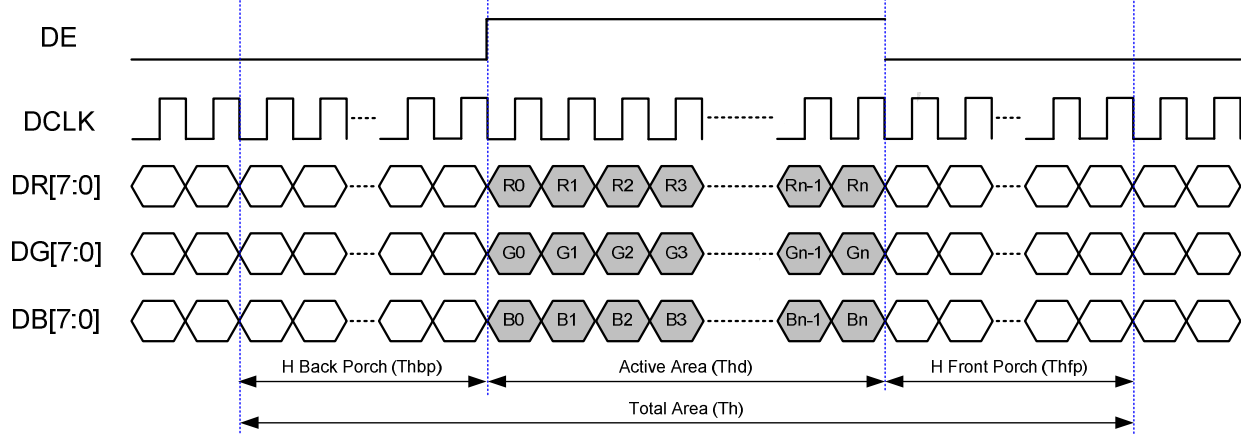 DE
DCLK
DR[7:0] R0 R1 R2 R3 Rn-1 Rn
DG[7:0] G0 G1 G2 G3 Gn-1 Gn
DB[7:0] B0 B1 B2 B3 Bn-1 Bn
H Back Porch (Thbp) Active Area (Thd) H Front Porch (Thfp)
Total Area (Th)